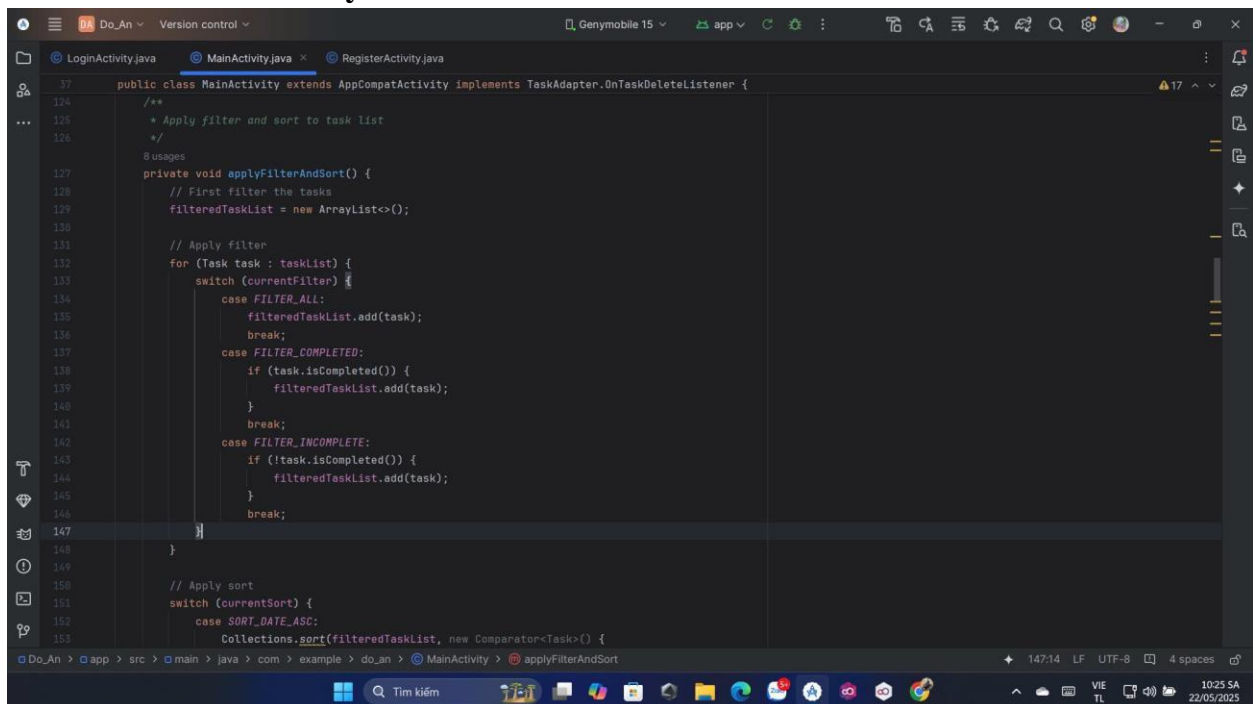 DA Do_An Version control Genymobile 15 app
LoginActivity.java MainActivity.java RegisterActivity.java
37 public class MainActivity extends AppCompatActivity implements TaskAdapter.OnTaskDeleteListener { 17
124 /**
125 * Apply filter and sort to task list
126 */
8 usages
127 private void applyFilterAndSort() {
128 // First filter the tasks
129 filteredTaskList = new ArrayList<>();
130
131 // Apply filter
132 for (Task task : taskList) {
133 switch (currentFilter) {
134 case FILTER_ALL:
135 filteredTaskList.add(task);
136 break;
137 case FILTER_COMPLETED:
138 if (task.isCompleted()) {
139 filteredTaskList.add(task);
140 }
141 break;
142 case FILTER_INCOMPLETE:
143 if (!task.isCompleted()) {
144 filteredTaskList.add(task);
145 }
146 break;
147 }
148 }
149
150 // Apply sort
151 switch (currentSort) {
152 case SORT_DATE_ASC:
153 Collections.sort(filteredTaskList, new Comparator<Task>() {
Do_An > app > src > main > java > com > example > do_an > MainActivity > applyFilterAndSort 147:14 LF UTF-8 4 spaces
Tìm kiếm VIE 10:25 SA
TL 22/05/2025